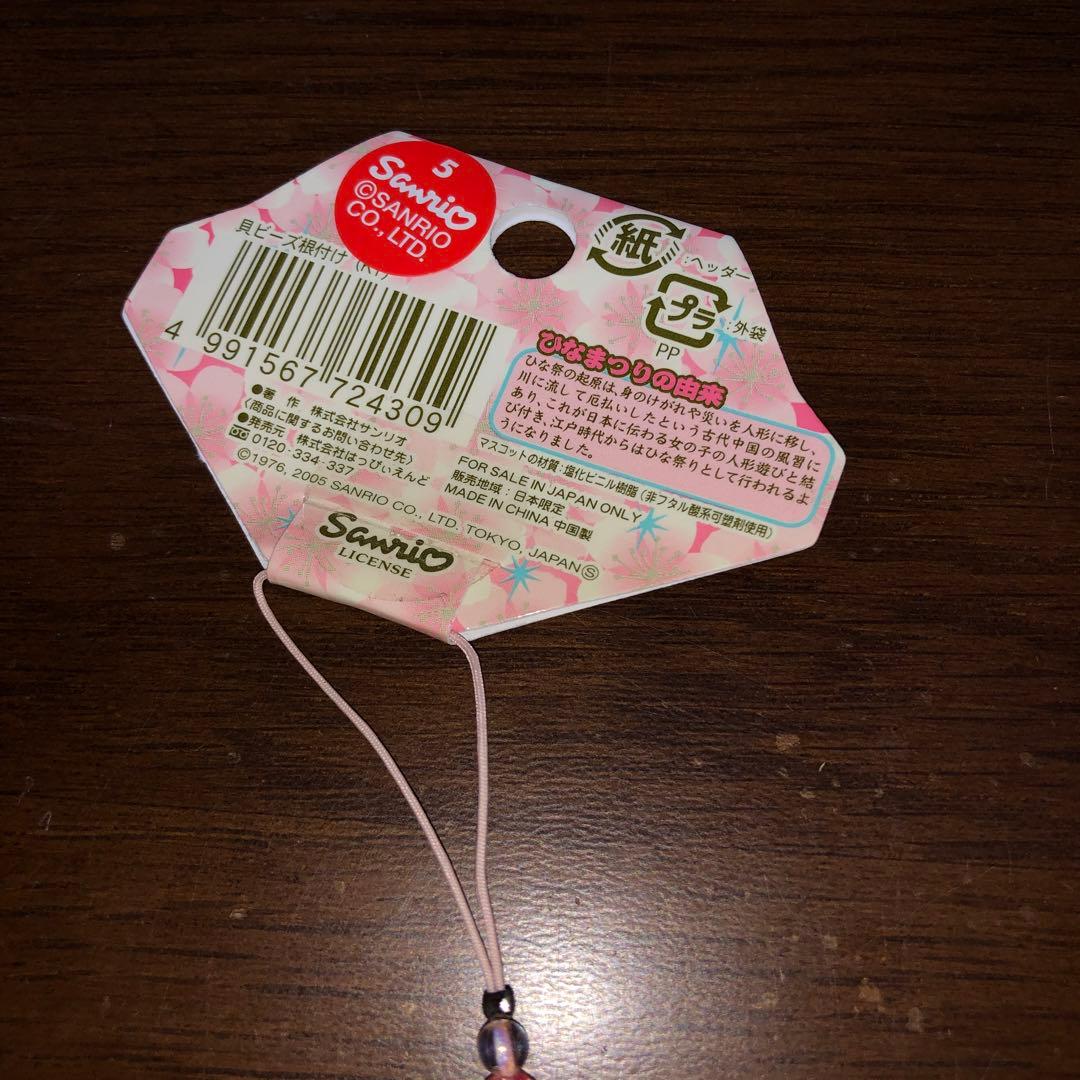 5
Sanrio
©SANRIO
CO., LTD.
貝ビーズ根付け
4 991567 724309
●著 作 株式会社サンリオ
〈商品に関するお問い合わせ先〉
●発売元 株式会社はっぴぃえんど
0120-334-337
©1976, 2005 SANRIO CO., LTD. TOKYO, JAPAN Ⓢ
紙
:ヘッダー
プラ
:外袋
PP
ひなまつりの由来
ひな祭の起原は、身のけがれや災いを人形に移し、
川に流して厄払いしたという古代中国の風習に
あり、これが日本に伝わる女の子の人形遊びと結
び付き、江戸時代からはひな祭りとして行われるよ
うになりました。
マスコットの材質:塩化ビニル樹脂(非フタル酸系可塑剤使用)
FOR SALE IN JAPAN ONLY
販売地域:日本限定
MADE IN CHINA 中国製
Sanrio
LICENSE